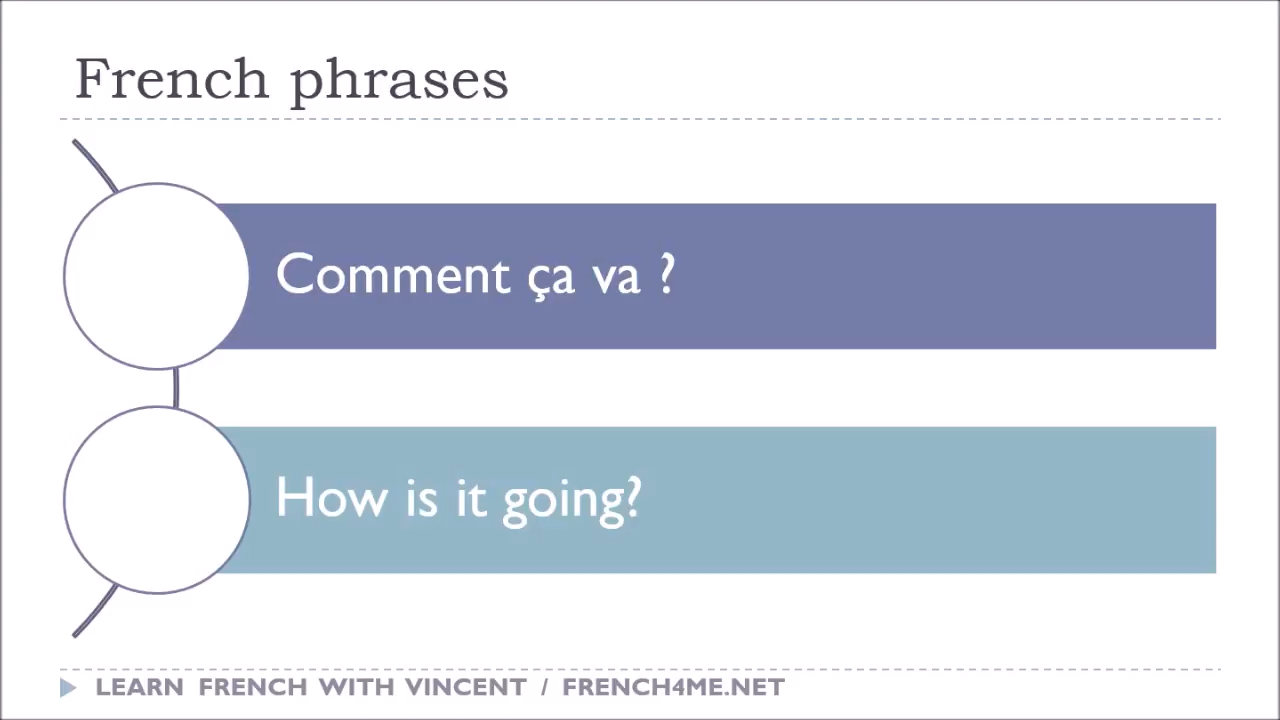 French phrases
Comment ça va ?
How is it going?
LEARN FRENCH WITH VINCENT / FRENCH4ME.NET